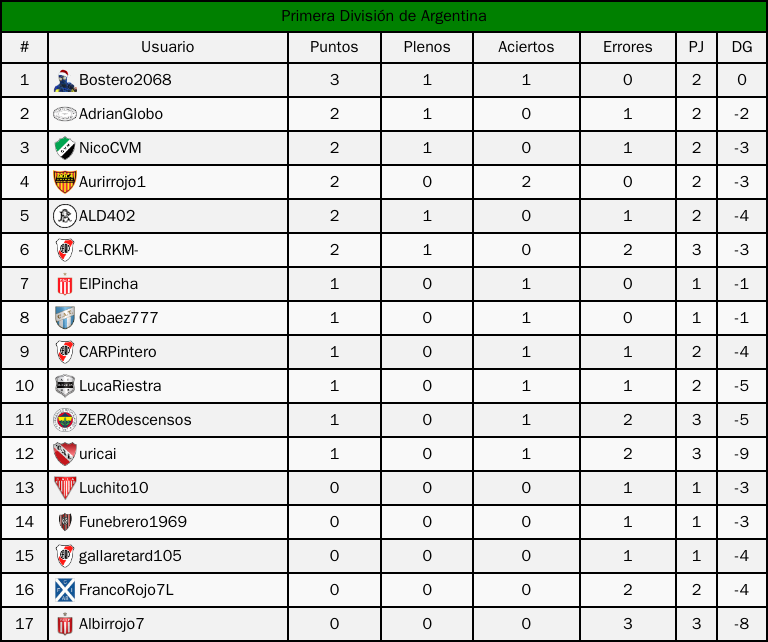 Primera División de Argentina
# Usuario Puntos Plenos Aciertos Errores PJ DG
1 Bostero2068 3 1 1 0 2 0
2 AdrianGlobo 2 1 0 1 2 -2
3 NicoCVM 2 1 0 1 2 -3
4 Aurirrojo1 2 0 2 0 2 -3
5 ALD402 2 1 0 1 2 -4
6 -CLRKM- 2 1 0 2 3 -3
7 ElPincha 1 0 1 0 1 -1
8 Cabaez777 1 0 1 0 1 -1
9 CARPintero 1 0 1 1 2 -4
10 LucaRiestra 1 0 1 1 2 -5
11 ZER0descensos 1 0 1 2 3 -5
12 uricai 1 0 1 2 3 -9
13 Luchito10 0 0 0 1 1 -3
14 Funebrero1969 0 0 0 1 1 -3
15 gallaretard105 0 0 0 1 1 -4
16 FrancoRojo7L 0 0 0 2 2 -4
17 Albirrojo7 0 0 0 3 3 -8